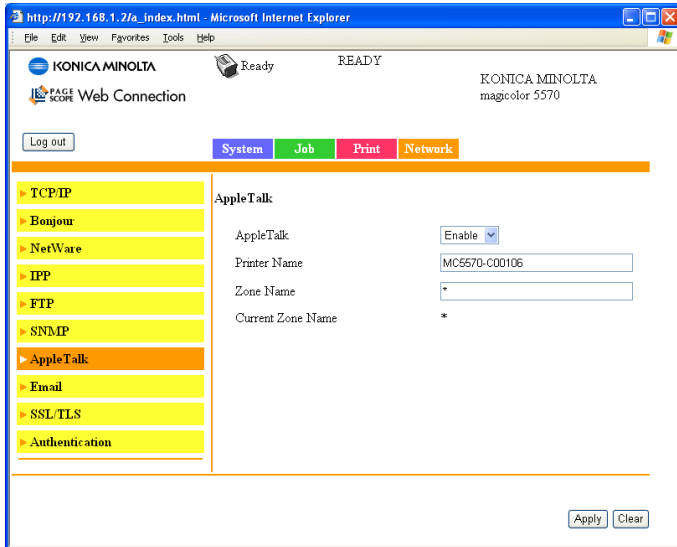 http://192.168.1.2/a_index.html - Microsoft Internet Explorer
File Edit View Favorites Tools Help
KONICA MINOLTA
Ready
READY
KONICA MINOLTA
magicolor 5570
PAGE SCOPE Web Connection
Log out
System Job Print Network
TCP/IP
Bonjour
NetWare
IPP
FTP
SNMP
AppleTalk
Email
SSL/TLS
Authentication
AppleTalk
AppleTalk Enable
Printer Name MC5570-C00106
Zone Name *
Current Zone Name *
Apply Clear